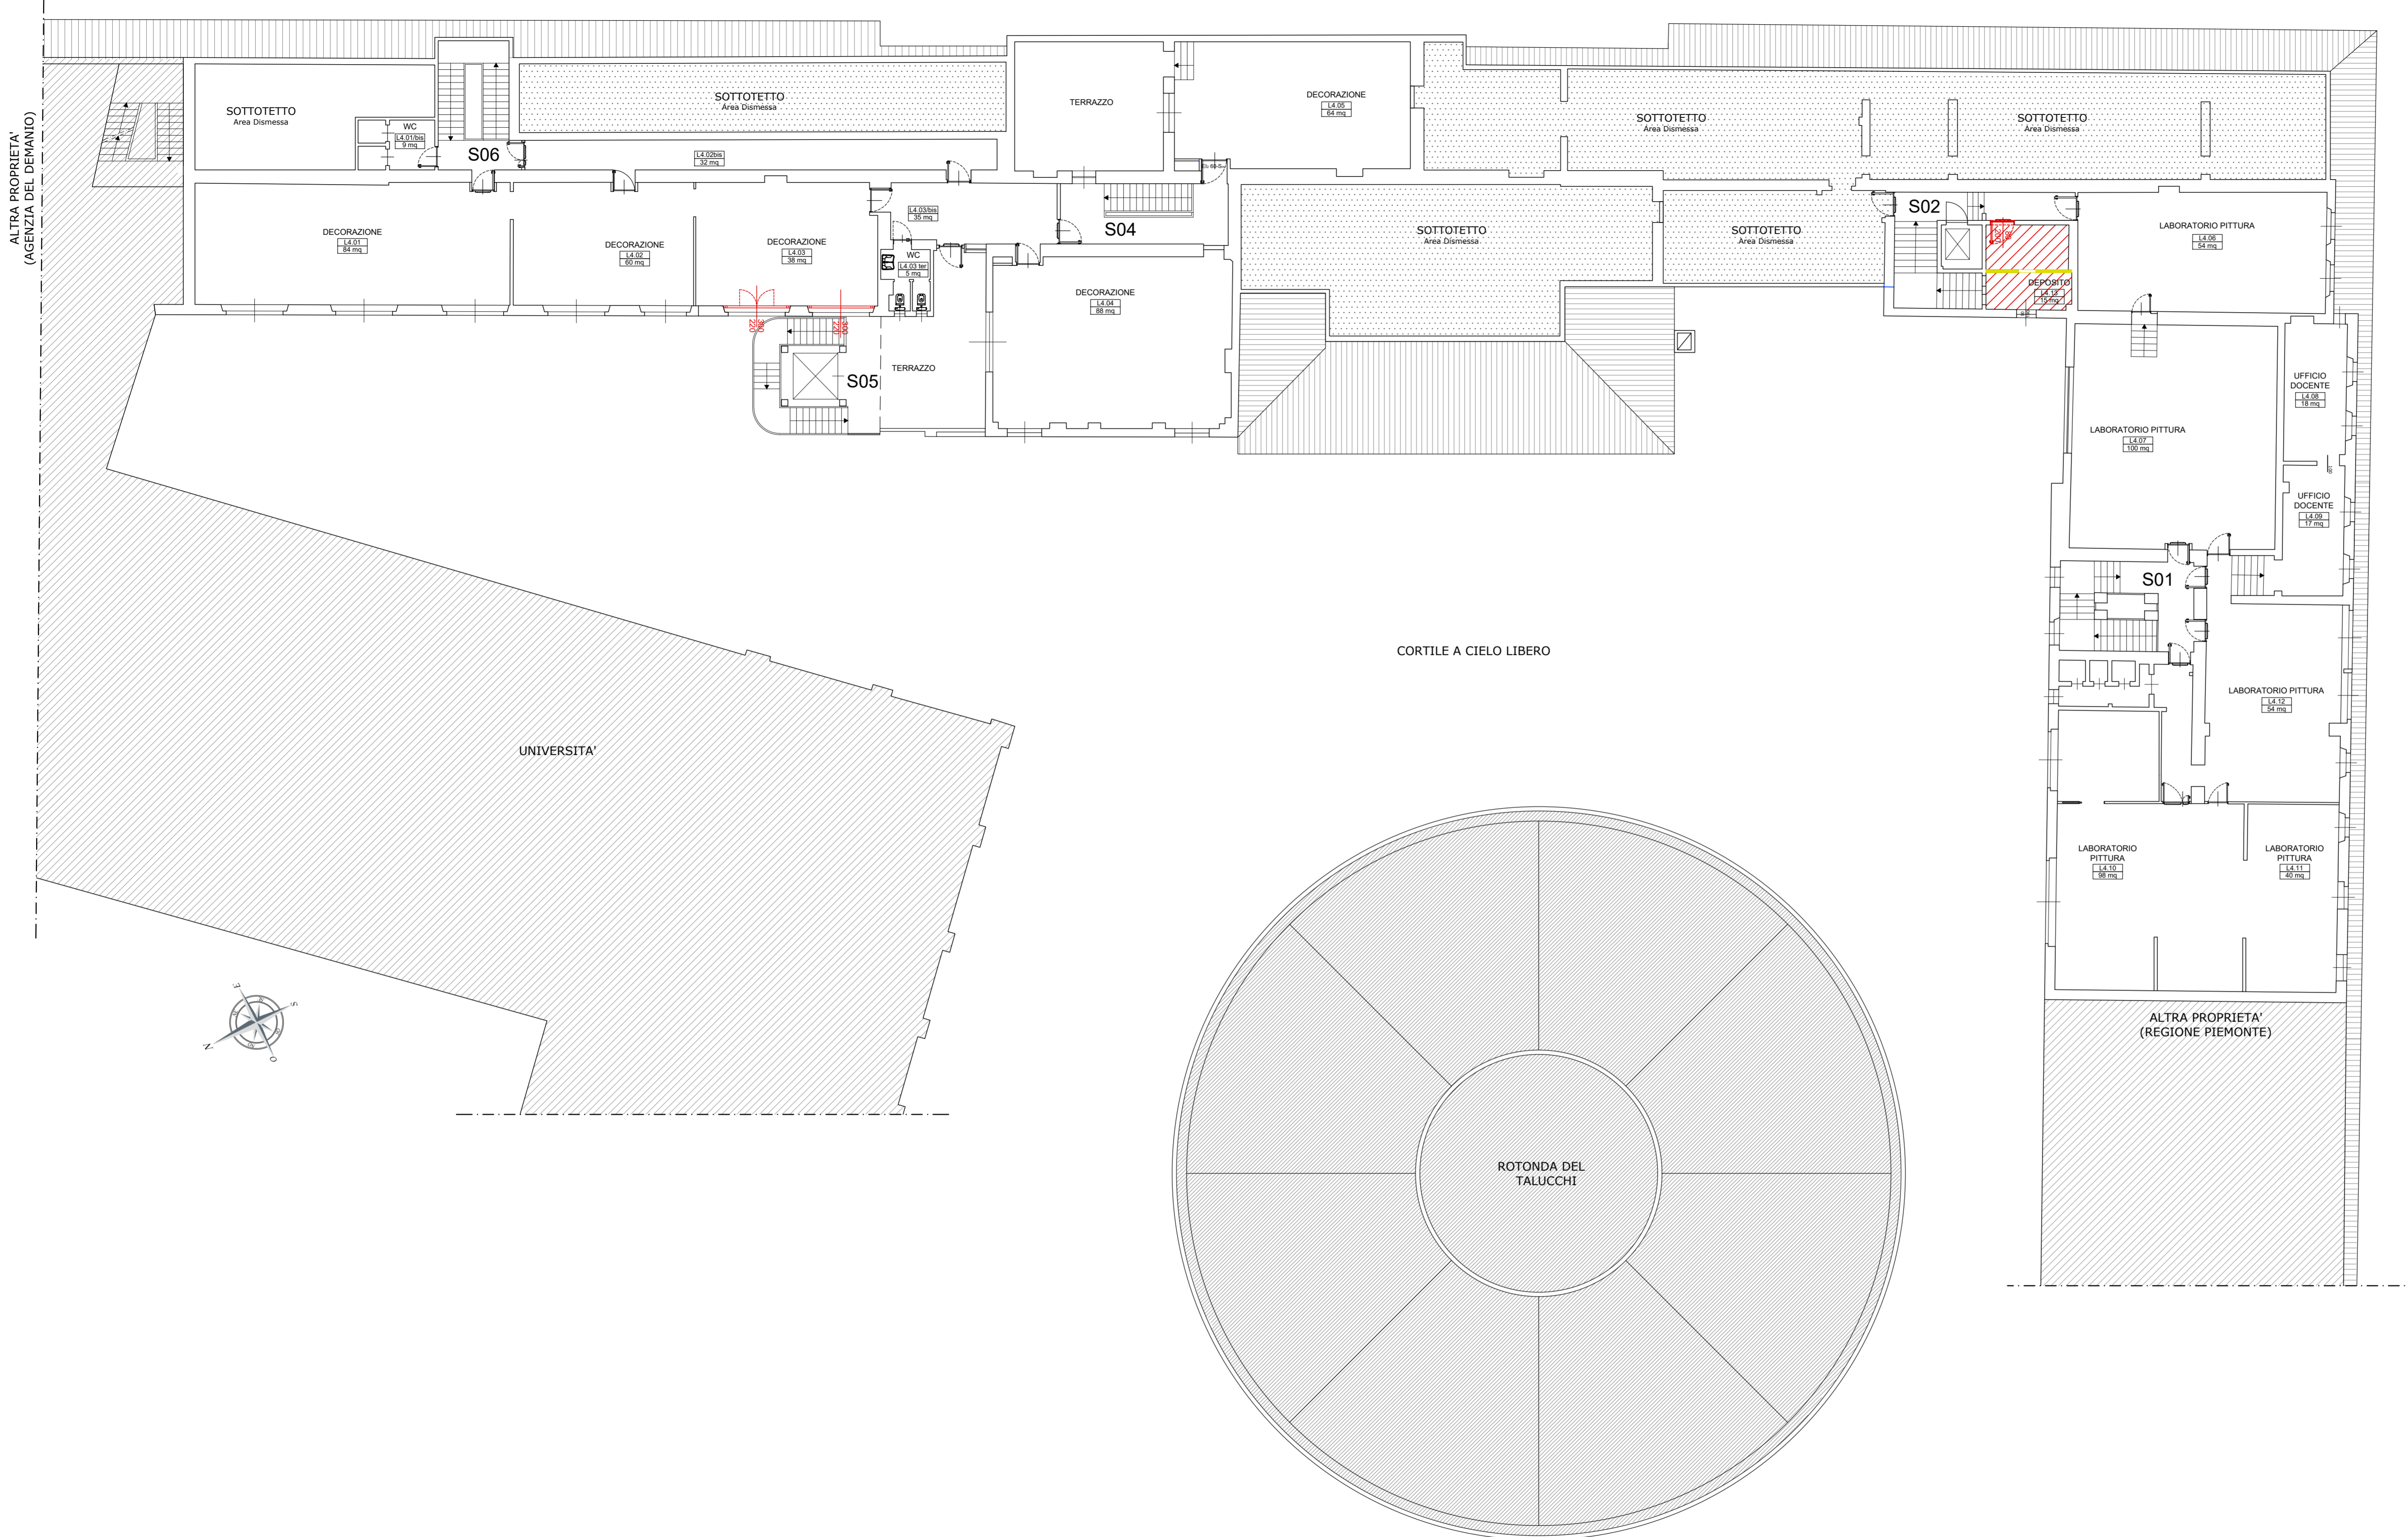 ALTRA PROPRIETA'
(AGENZIA DEL DEMANIO)
SOTTOTETTO
Area Dismessa
WC
L4.01/bis
9 mq
S06
SOTTOTETTO
Area Dismessa
L4.02bis
32 mq
TERRAZZO
DECORAZIONE
L4.05
64 mq
SOTTOTETTO
Area Dismessa
SOTTOTETTO
Area Dismessa
DECORAZIONE
L4.01
84 mq
DECORAZIONE
L4.02
60 mq
DECORAZIONE
L4.03
38 mq
L4.03/bis
35 mq
WC
L4.03 ter
5 mq
S04
DECORAZIONE
L4.04
88 mq
SOTTOTETTO
Area Dismessa
SOTTOTETTO
Area Dismessa
S02
DEPOSITO
L4.13
15 mq
LABORATORIO PITTURA
L4.06
54 mq
300
220
S05
TERRAZZO
LABORATORIO PITTURA
L4.07
100 mq
UFFICIO
DOCENTE
L4.08
18 mq
UFFICIO
DOCENTE
L4.09
17 mq
S01
CORTILE A CIELO LIBERO
LABORATORIO PITTURA
L4.12
54 mq
UNIVERSITA'
LABORATORIO
PITTURA
L4.10
98 mq
LABORATORIO
PITTURA
L4.11
40 mq
E
S
N
O
ALTRA PROPRIETA'
(REGIONE PIEMONTE)
ROTONDA DEL
TALUCCHI